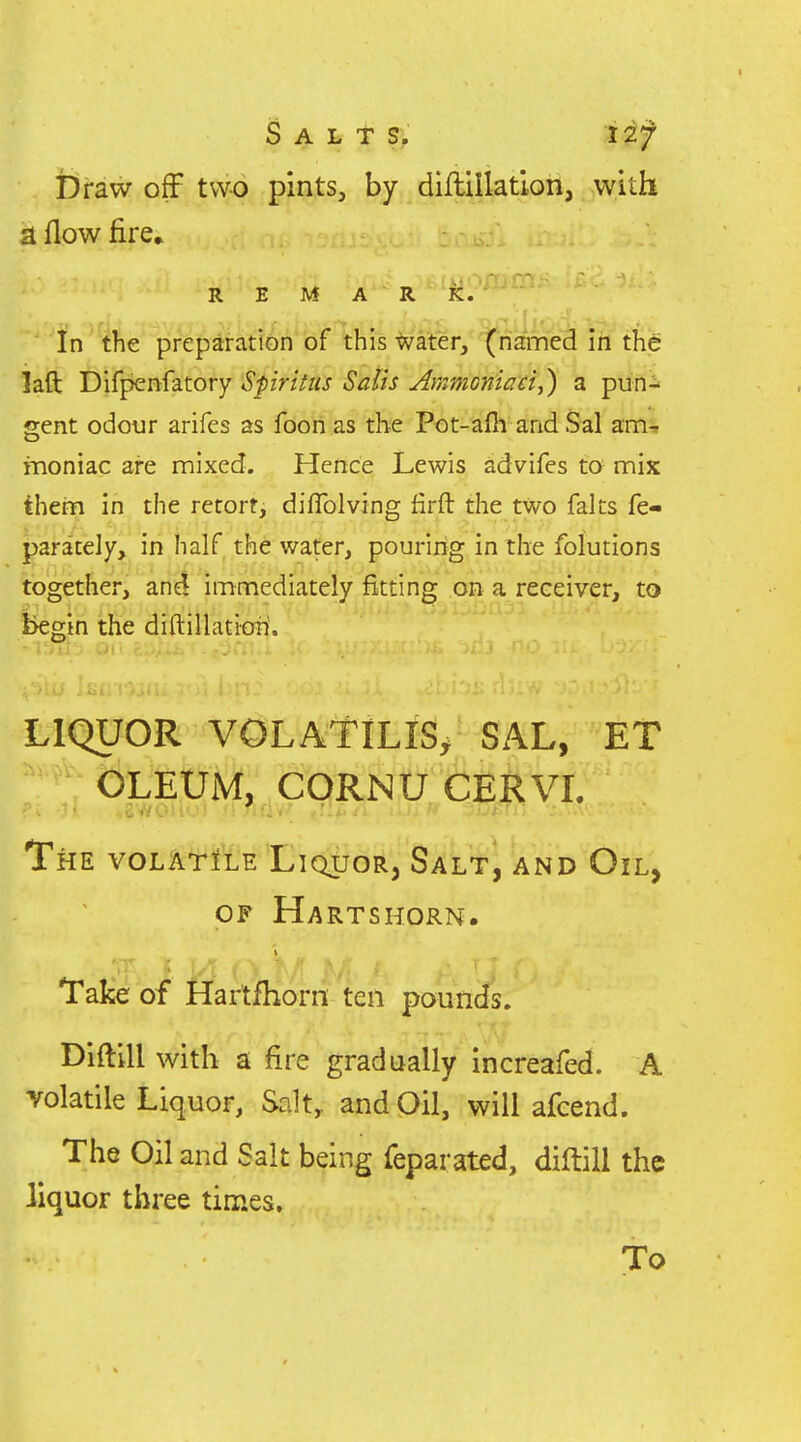 SALTS. 127
Draw off two pints, by diſtillation, with
a ſlow fire.
REMARK.
In the preparation of this water, (named in the
laſt Diſpenſatory Spiritus Salis Ammoniaci,) a pun-
gent odour ariſes as ſoon as the Pot-aſh and Sal am-
moniac are mixed. Hence Lewis adviſes to mix
them in the retort, diſſolving firſt the two ſalts ſe-
parately, in half the water, pouring in the ſolutions
together, and immediately fitting on a receiver, to
begin the diſtillation.
LIQUOR VOLATILIS, SAL, ET
OLEUM, CORNU CERVI.
The volatile Liquor, Salt, and Oil,
of Hartshorn.
Take of Hartſhorn ten pounds.
Diſtill with a fire gradually increaſed. A
volatile Liquor, Salt, and Oil, will aſcend.
The Oil and Salt being ſeparated, diſtill the
liquor three times.
To